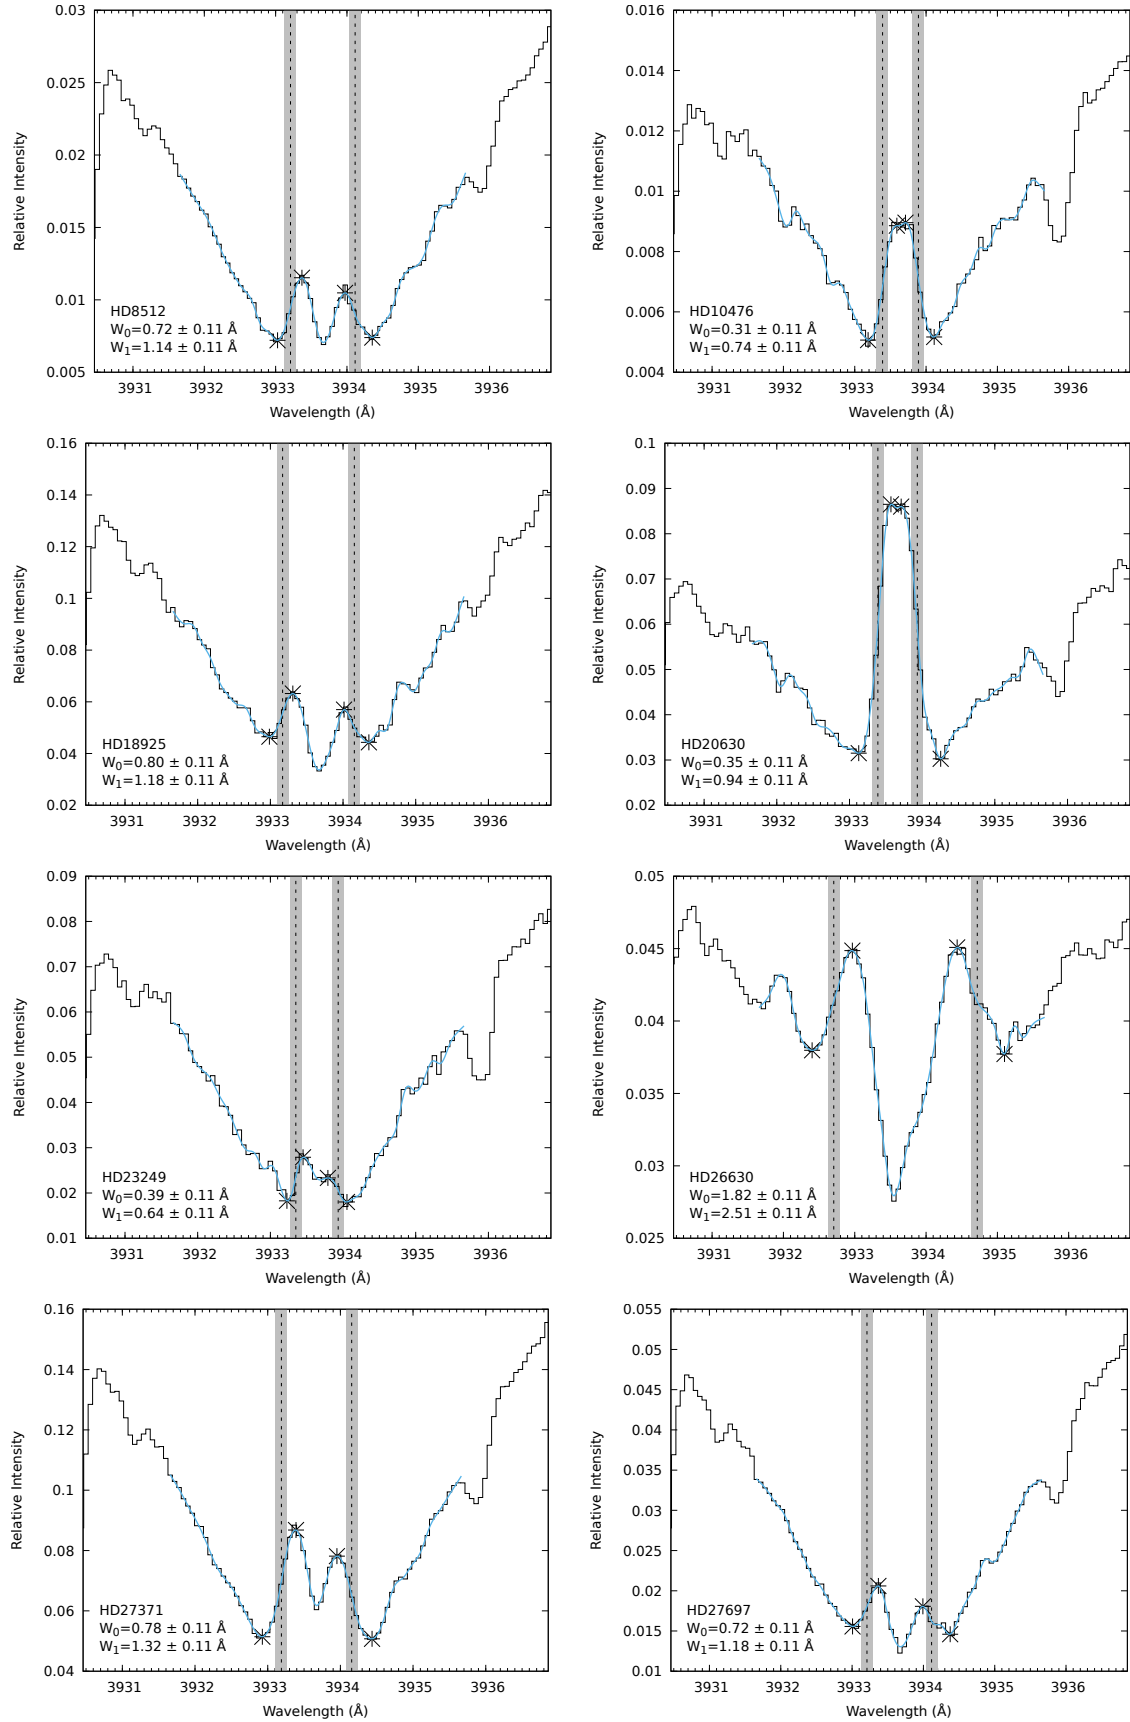 0.03
0.025
0.02
0.015
0.01
0.005
Relative Intensity
HD8512
W0=0.72 ± 0.11 Å
W1=1.14 ± 0.11 Å
3931 3932 3933 3934 3935 3936
Wavelength (Å)
0.016
0.014
0.012
0.01
0.008
0.006
0.004
Relative Intensity
HD10476
W0=0.31 ± 0.11 Å
W1=0.74 ± 0.11 Å
3931 3932 3933 3934 3935 3936
Wavelength (Å)
0.16
0.14
0.12
0.1
0.08
0.06
0.04
0.02
Relative Intensity
HD18925
W0=0.80 ± 0.11 Å
W1=1.18 ± 0.11 Å
3931 3932 3933 3934 3935 3936
Wavelength (Å)
0.1
0.09
0.08
0.07
0.06
0.05
0.04
0.03
0.02
Relative Intensity
HD20630
W0=0.35 ± 0.11 Å
W1=0.94 ± 0.11 Å
3931 3932 3933 3934 3935 3936
Wavelength (Å)
0.09
0.08
0.07
0.06
0.05
0.04
0.03
0.02
0.01
Relative Intensity
HD23249
W0=0.39 ± 0.11 Å
W1=0.64 ± 0.11 Å
3931 3932 3933 3934 3935 3936
Wavelength (Å)
0.05
0.045
0.04
0.035
0.03
0.025
Relative Intensity
HD26630
W0=1.82 ± 0.11 Å
W1=2.51 ± 0.11 Å
3931 3932 3933 3934 3935 3936
Wavelength (Å)
0.16
0.14
0.12
0.1
0.08
0.06
0.04
Relative Intensity
HD27371
W0=0.78 ± 0.11 Å
W1=1.32 ± 0.11 Å
3931 3932 3933 3934 3935 3936
Wavelength (Å)
0.055
0.05
0.045
0.04
0.035
0.03
0.025
0.02
0.015
0.01
Relative Intensity
HD27697
W0=0.72 ± 0.11 Å
W1=1.18 ± 0.11 Å
3931 3932 3933 3934 3935 3936
Wavelength (Å)